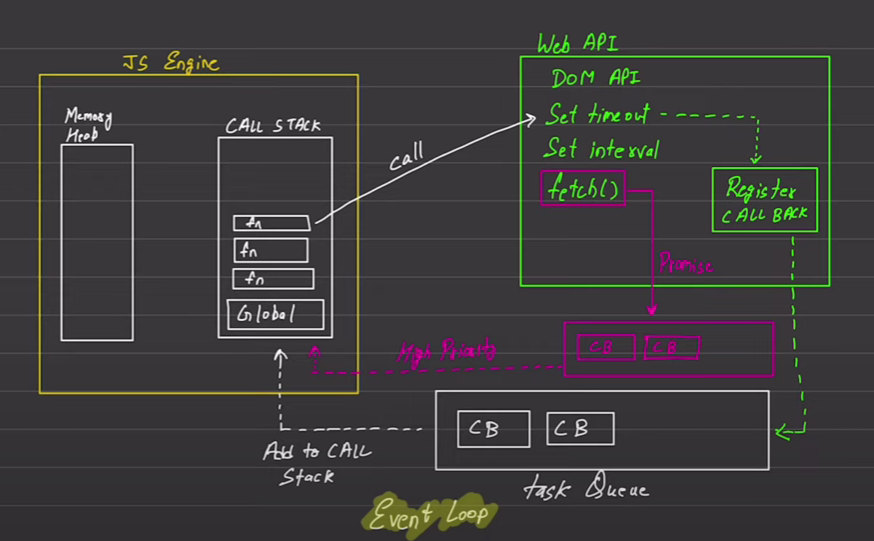 JS Engine
Memory
Heap
CALL STACK
fn
fn
fn
Global
call
Web API
DOM API
Set timeout
Set interval
fetch()
Register
CALL BACK
Promise
CB
CB
High Priority
CB
CB
Add to CALL
Stack
task Queue
Event Loop